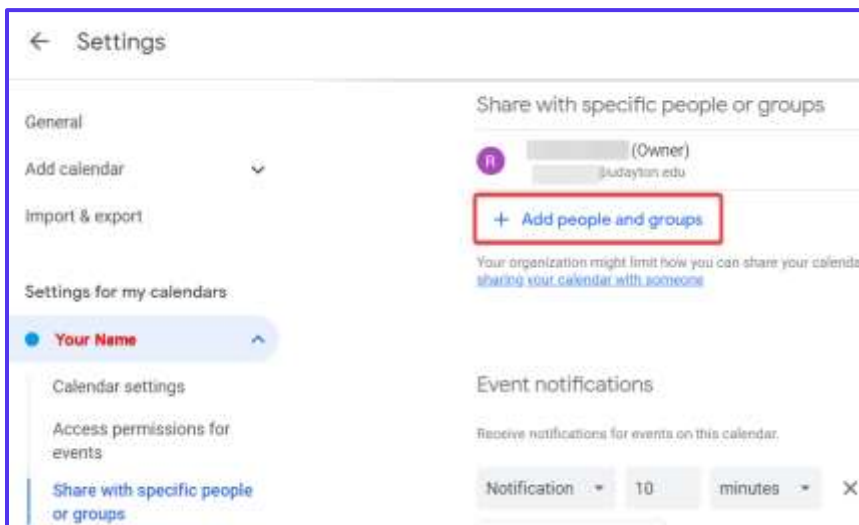 Settings
General
Add calendar
Import & export
Settings for my calendars
Your Name
Calendar settings
Access permissions for
events
Share with specific people
or groups
Share with specific people or groups
R
(Owner)
udayton.edu
+ Add people and groups
Your organization might limit how you can share your calenda
sharing your calendar with someone
Event notifications
Receive notifications for events on this calendar.
Notification 10 minutes